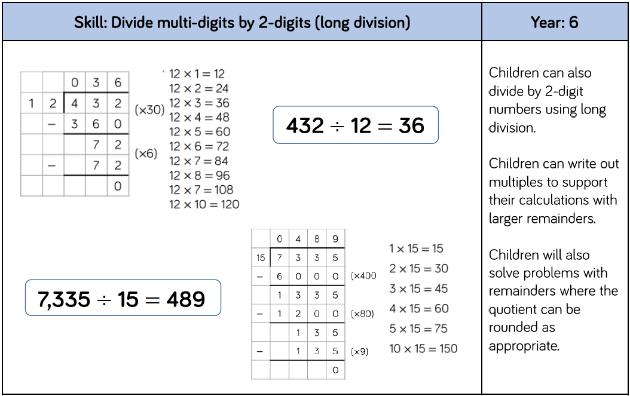 Skill: Divide multi-digits by 2-digits (long division)
Year: 6
0 3 6
1 2 4 3 2
− 3 6 0 (×30)
7 2
− 7 2 (×6)
0
12 × 1 = 12
12 × 2 = 24
12 × 3 = 36
12 × 4 = 48
12 × 5 = 60
12 × 6 = 72
12 × 7 = 84
12 × 8 = 96
12 × 7 = 108
12 × 10 = 120
432 ÷ 12 = 36
7,335 ÷ 15 = 489
0 4 8 9
15 7 3 3 5
− 6 0 0 0 (×400
1 3 3 5
− 1 2 0 0 (×80)
1 3 5
− 1 3 5 (×9)
0
1 × 15 = 15
2 × 15 = 30
3 × 15 = 45
4 × 15 = 60
5 × 15 = 75
10 × 15 = 150
Children can also
divide by 2-digit
numbers using long
division.
Children can write out
multiples to support
their calculations with
larger remainders.
Children will also
solve problems with
remainders where the
quotient can be
rounded as
appropriate.